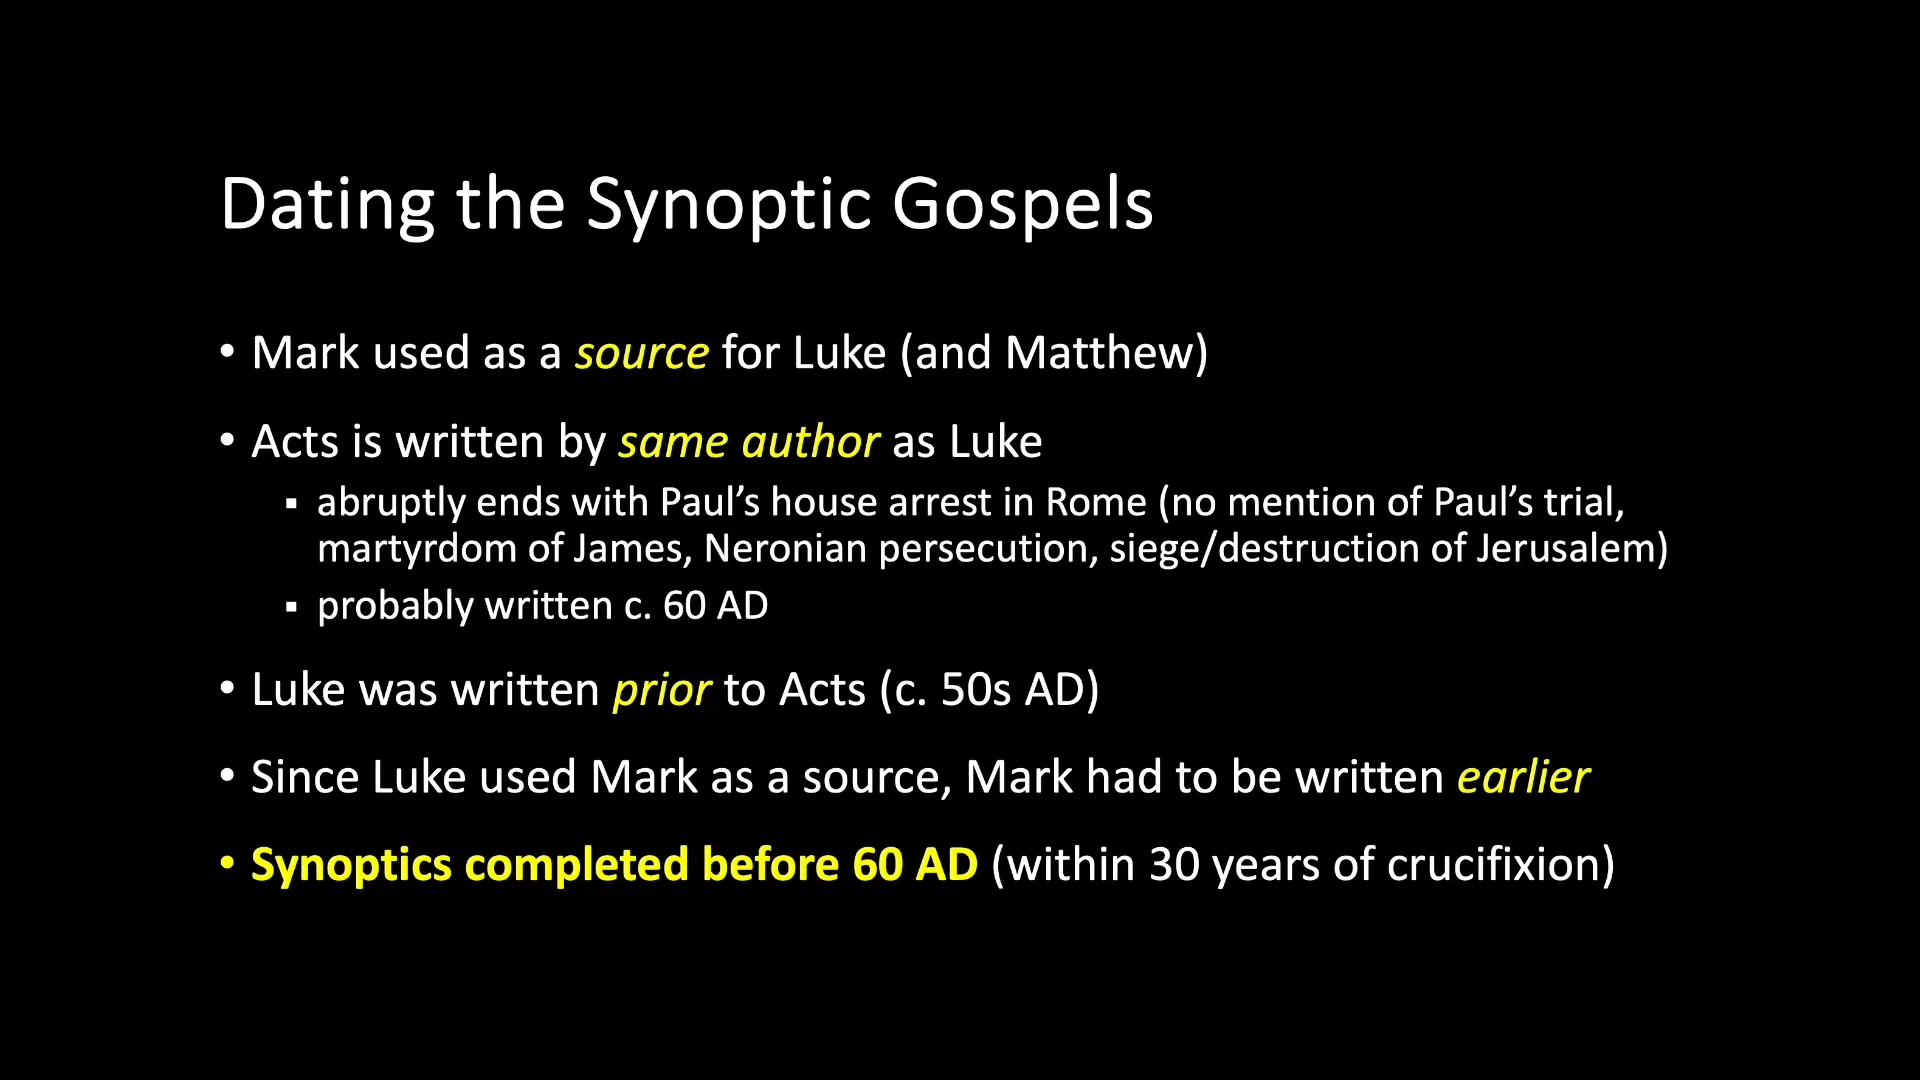 Dating the Synoptic Gospels
• Mark used as a source for Luke (and Matthew)
• Acts is written by same author as Luke
▪ abruptly ends with Paul’s house arrest in Rome (no mention of Paul’s trial,
martyrdom of James, Neronian persecution, siege/destruction of Jerusalem)
▪ probably written c. 60 AD
• Luke was written prior to Acts (c. 50s AD)
• Since Luke used Mark as a source, Mark had to be written earlier
• Synoptics completed before 60 AD (within 30 years of crucifixion)